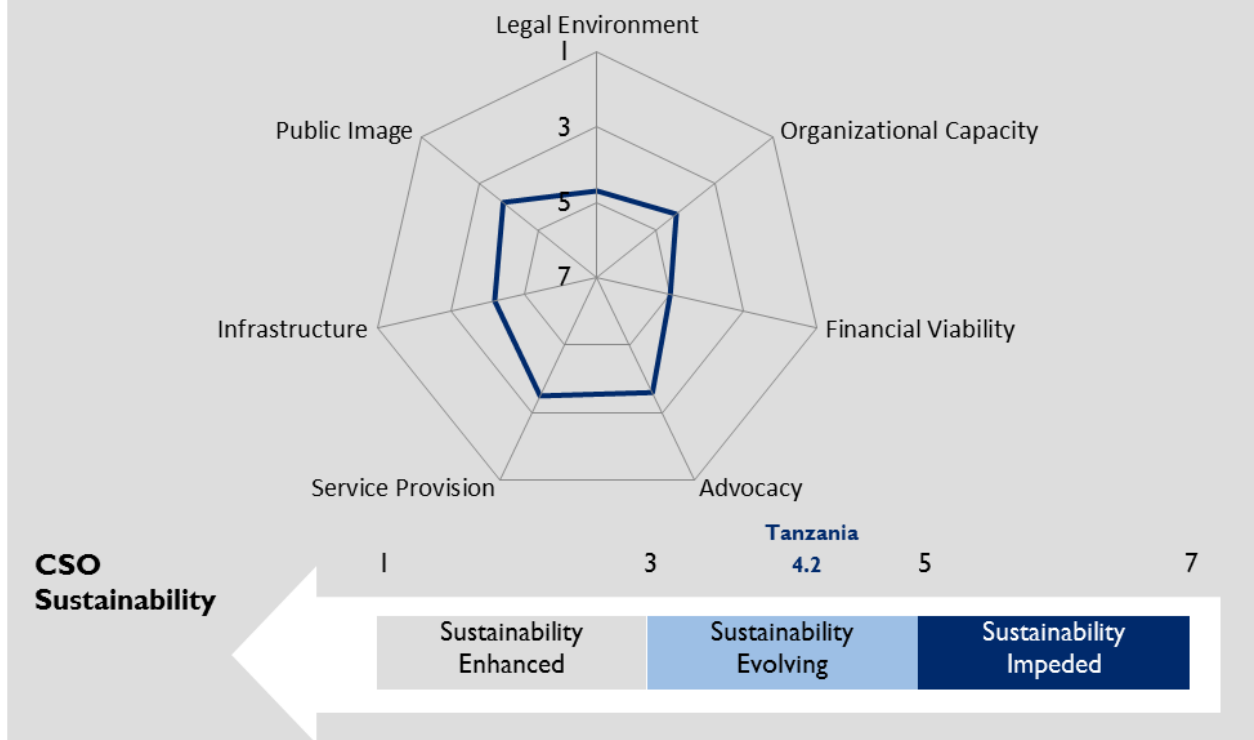 Legal Environment
1
Public Image
3
Organizational Capacity
5
7
Infrastructure
Financial Viability
Service Provision
Advocacy
CSO
Sustainability
Tanzania
1
3
4.2
5
7
Sustainability
Enhanced
Sustainability
Evolving
Sustainability
Impeded